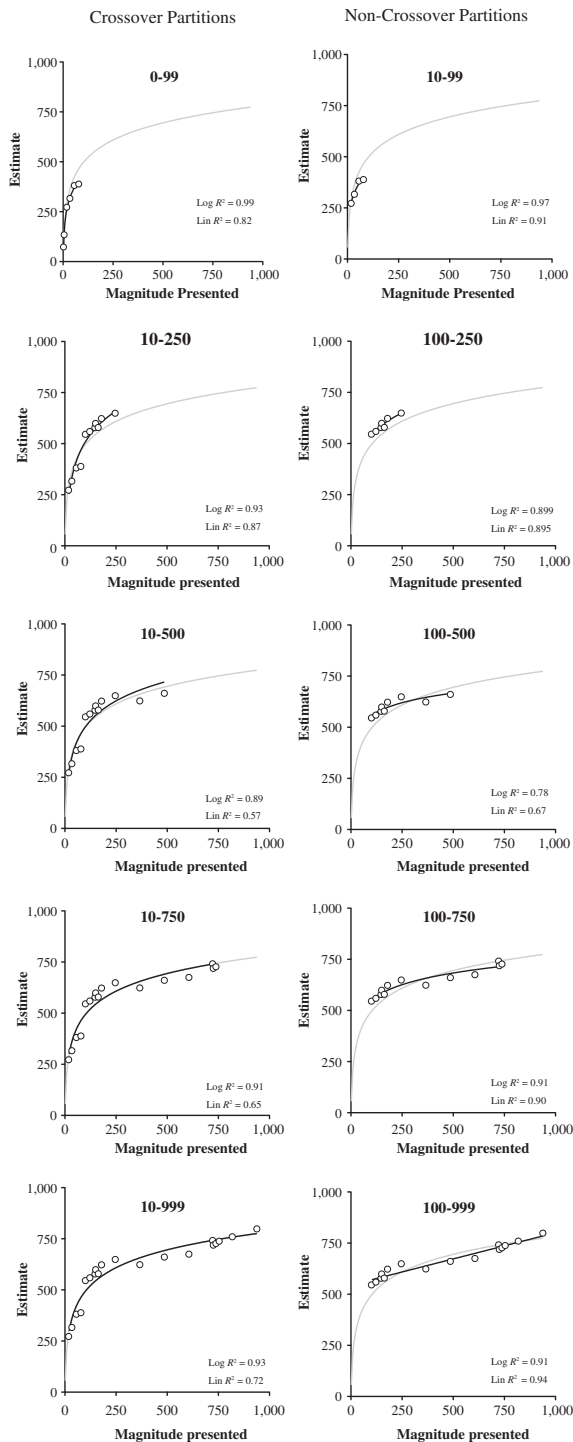 Crossover Partitions
Non-Crossover Partitions
0-99
1,000
750
500
250
0
Estimate
Log R² = 0.99
Lin R² = 0.82
0 250 500 750 1,000
Magnitude Presented
10-99
1,000
750
500
250
0
Estimate
Log R² = 0.97
Lin R² = 0.91
0 250 500 750 1,000
Magnitude Presented
10-250
1,000
750
500
250
0
Estimate
Log R² = 0.93
Lin R² = 0.87
0 250 500 750 1,000
Magnitude presented
100-250
1,000
750
500
250
0
Estimate
Log R² = 0.899
Lin R² = 0.895
0 250 500 750 1,000
Magnitude presented
10-500
1,000
750
500
250
0
Estimate
Log R² = 0.89
Lin R² = 0.57
0 250 500 750 1,000
Magnitude presented
100-500
1,000
750
500
250
0
Estimate
Log R² = 0.78
Lin R² = 0.67
0 250 500 750 1,000
Magnitude presented
10-750
1,000
750
500
250
0
Estimate
Log R² = 0.91
Lin R² = 0.65
0 250 500 750 1,000
Magnitude presented
100-750
1,000
750
500
250
0
Estimate
Log R² = 0.91
Lin R² = 0.90
0 250 500 750 1,000
Magnitude presented
10-999
1,000
750
500
250
0
Estimate
Log R² = 0.93
Lin R² = 0.72
0 250 500 750 1,000
Magnitude presented
100-999
1,000
750
500
250
0
Estimate
Log R² = 0.91
Lin R² = 0.94
0 250 500 750 1,000
Magnitude presented